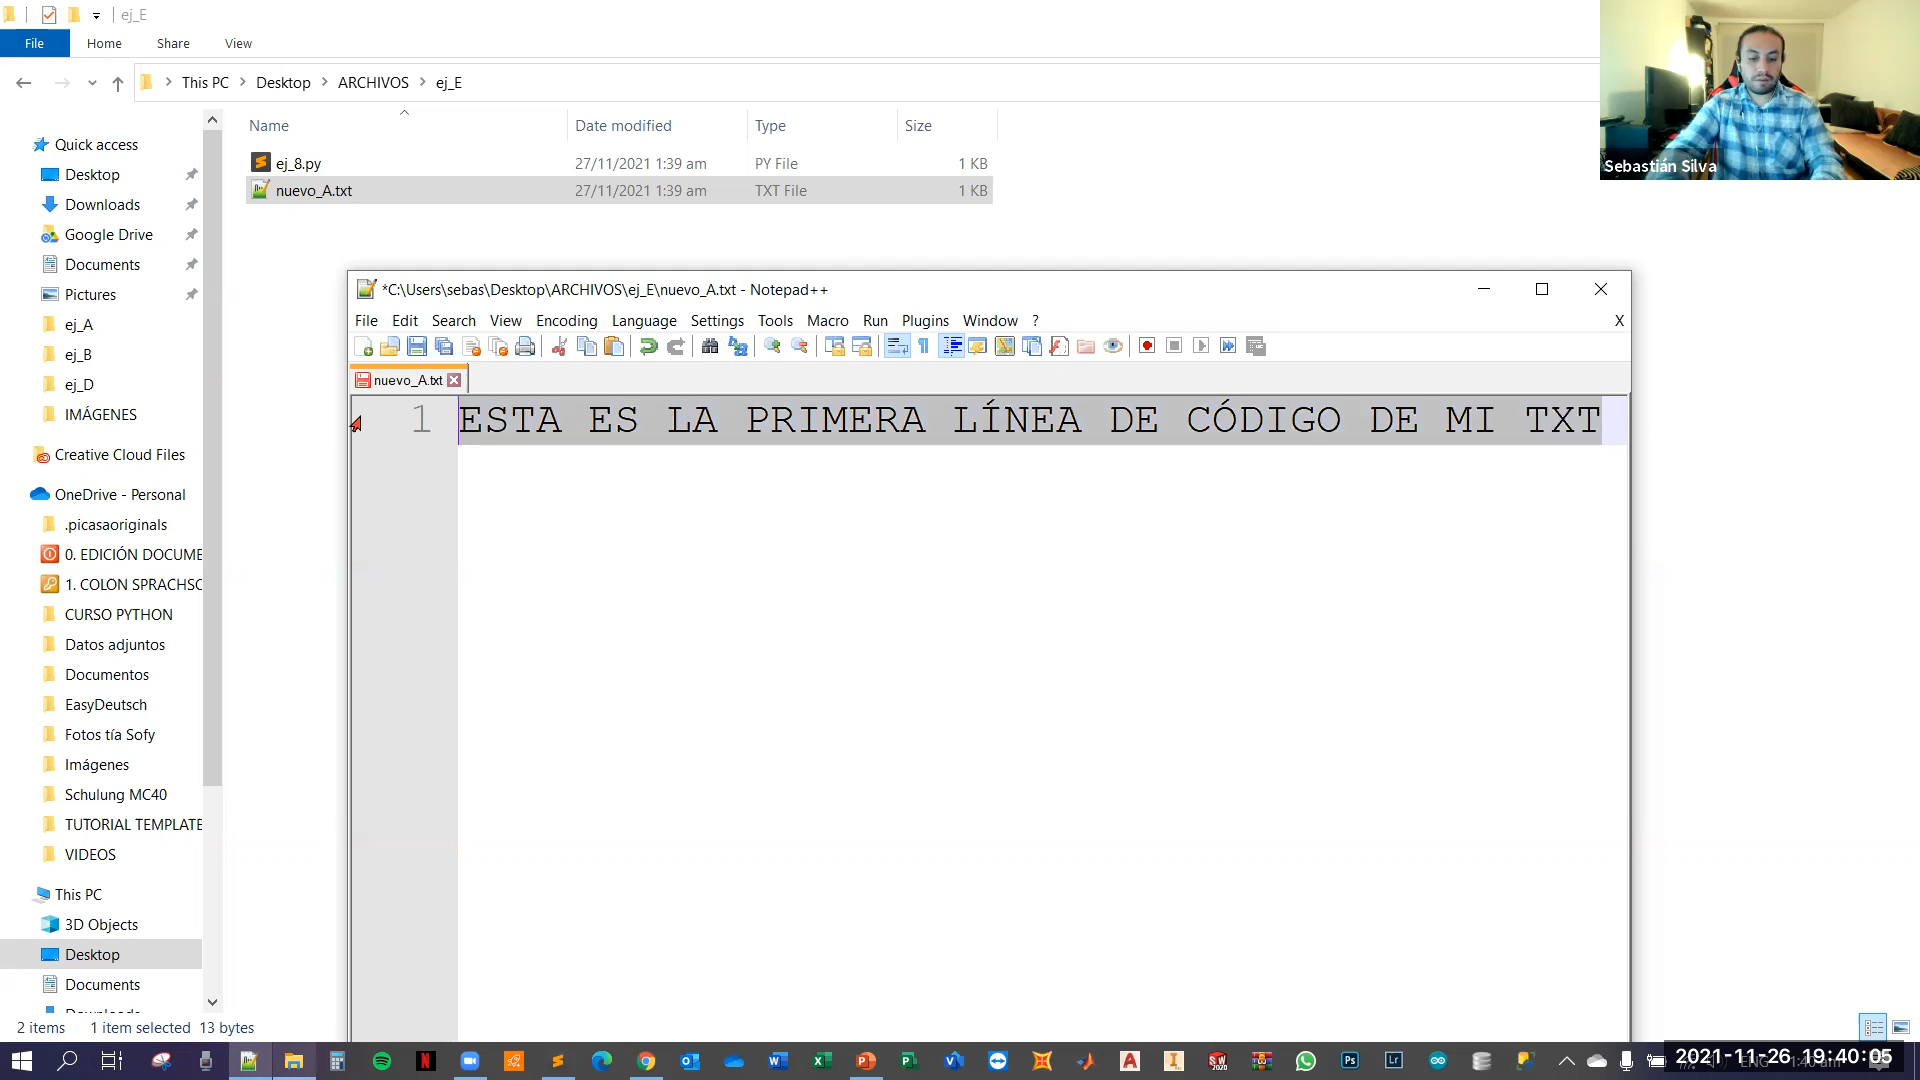 ej_E
File Home Share View
This PC Desktop ARCHIVOS ej_E
Sebastián Silva
Name Date modified Type Size
ej_8.py 27/11/2021 1:39 am PY File 1 KB
nuevo_A.txt 27/11/2021 1:39 am TXT File 1 KB
Quick access
Desktop
Downloads
Google Drive
Documents
Pictures
ej_A
ej_B
ej_D
IMÁGENES
Creative Cloud Files
OneDrive - Personal
.picasaoriginals
0. EDICIÓN DOCUME
1. COLON SPRACHSC
CURSO PYTHON
Datos adjuntos
Documentos
EasyDeutsch
Fotos tía Sofy
Imágenes
Schulung MC40
TUTORIAL TEMPLATE
VIDEOS
This PC
3D Objects
Desktop
Documents
*C:\Users\sebas\Desktop\ARCHIVOS\ej_E\nuevo_A.txt - Notepad++
File Edit Search View Encoding Language Settings Tools Macro Run Plugins Window ? X
nuevo_A.txt
1 ESTA ES LA PRIMERA LÍNEA DE CÓDIGO DE MI TXT
2 items 1 item selected 13 bytes
2021-11-26 19:40:05